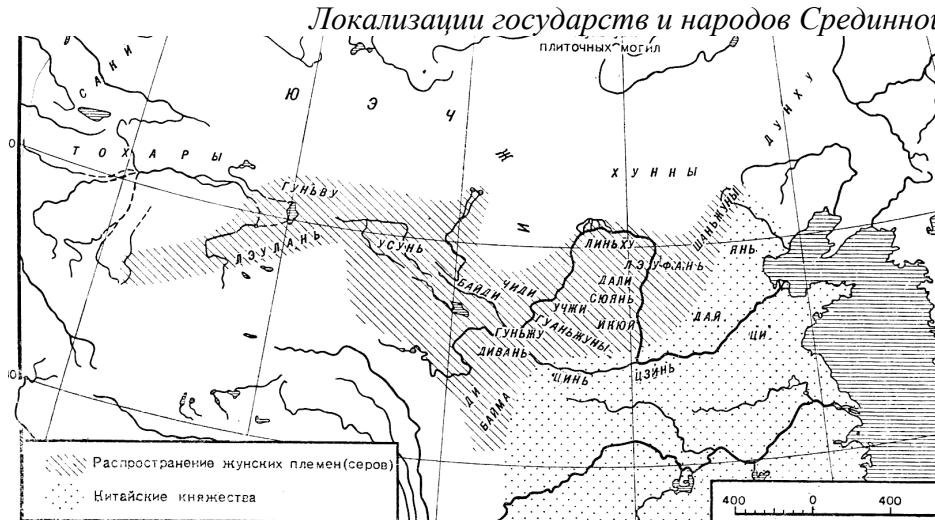 Локализации государств и народов Срединной
плиточных могил
САКИ
ЮЭЧЖИ
ДУНХУ
ТОХАРЫ
ХУННЫ
ГУНЬВУ
ШАНЬЖУНЫ
ЛЭУЛАНЬ
УСУНЬ
ЛИНЬХУ
ЯНЬ
ЛЭУФАНЬ
БАЙДИ
ЧИДИ
ДАЛИ
СЮЯНЬ
УЧЖИ
ДАЙ
ИКЮЙ
ГУНЬЖУ
ГУАНЬЖУНЫ
ЦИ
ДИВАНЬ
ЦИНЬ
ЦЗИНЬ
ДИ
БАЙМА
Распространение жунских племен (серов)
Китайские княжества
400 0 400